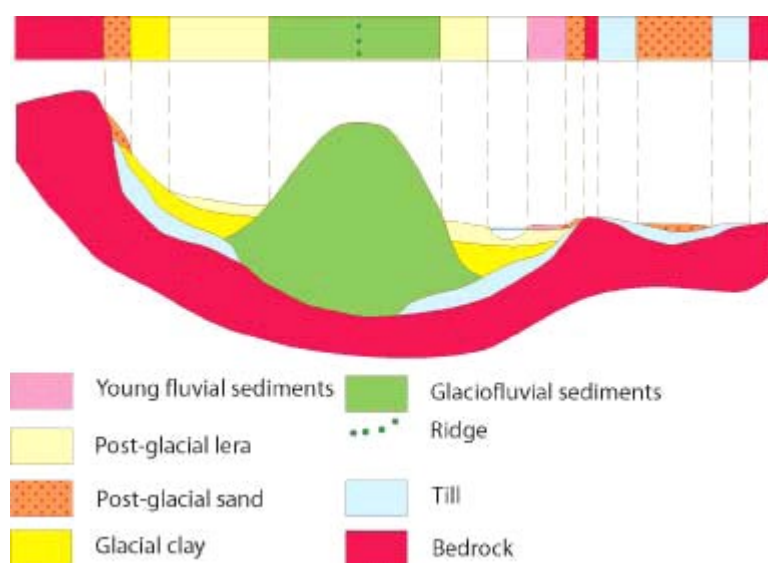 Young fluvial sediments
Glaciofluvial sediments
Ridge
Post-glacial lera
Post-glacial sand
Till
Glacial clay
Bedrock